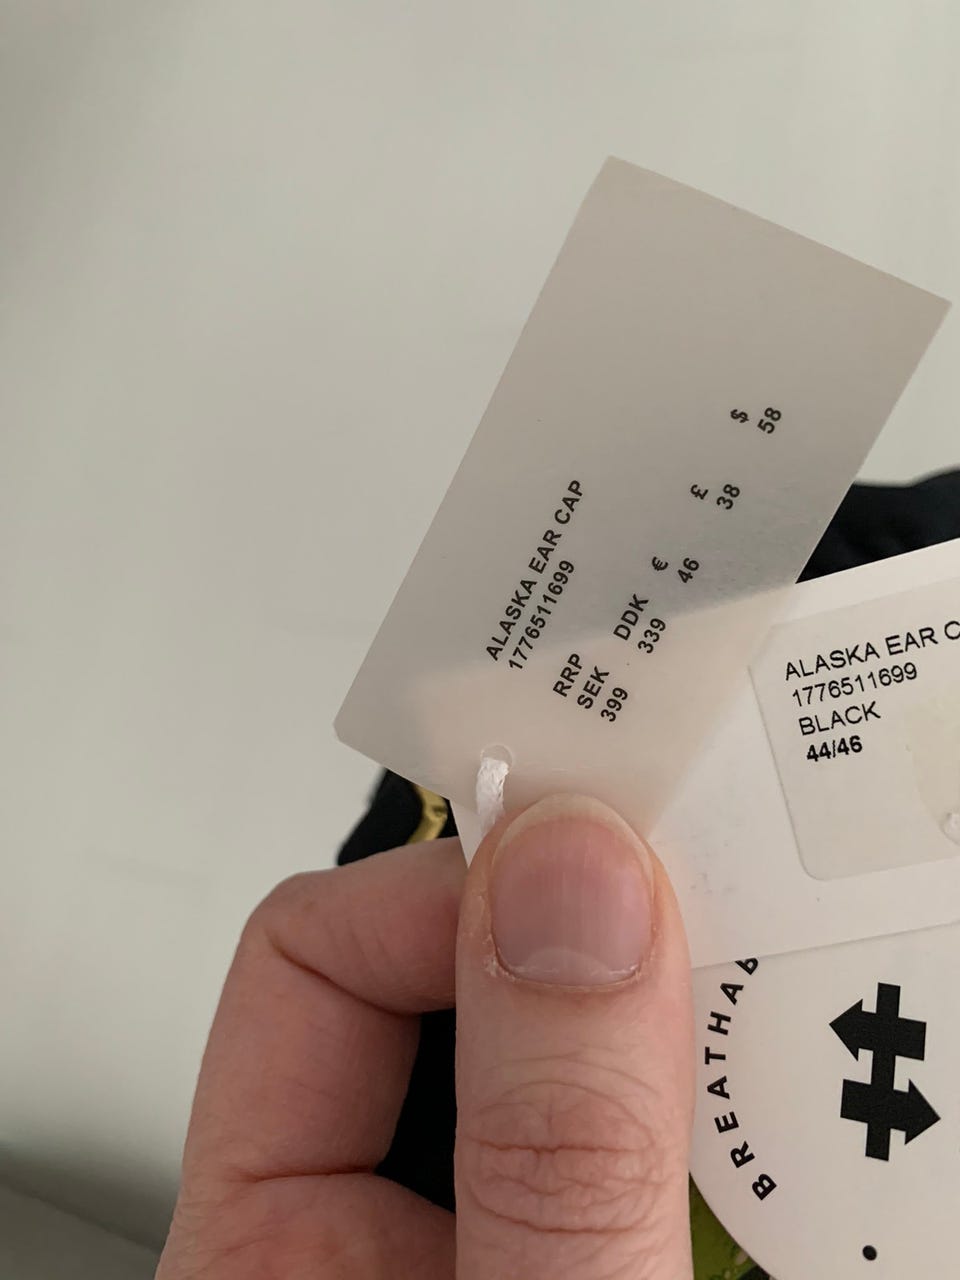 ALASKA EAR CAP
1776511699
RRP
SEK DDK € £ $
399 339 46 38 58
ALASKA EAR C
1776511699
BLACK
44/46
BREATHAB